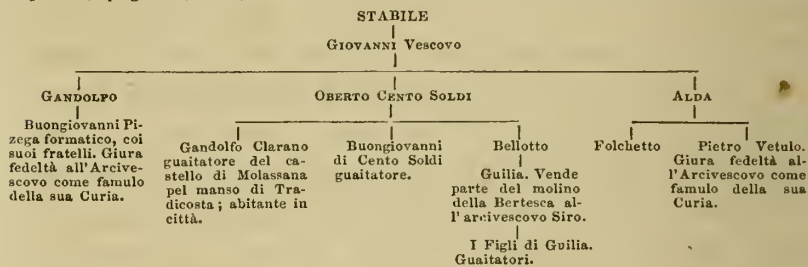 STABILE
GIOVANNI Vescovo
GANDOLFO
OBERTO CENTO SOLDI
ALDA
Buongiovanni Pi-
zega formatico, coi
suoi fratelli. Giura
fedeltà all'Arcive-
scovo come famulo
della sua Curia.
Gandolfo Clarano
guaitatore del ca-
stello di Molassana
pel manso di Tra-
dicosta; abitante in
città.
Buongiovanni
di Cento Soldi
guaitatore.
Bellotto
Guilia. Vende
parte del molino
della Bertesca al-
l'arcivescovo Siro.
I Figli di Guilia.
Guaitatori.
Folchetto
Pietro Vetulo.
Giura fedeltà al-
l'Arcivescovo come
famulo della sua
Curia.